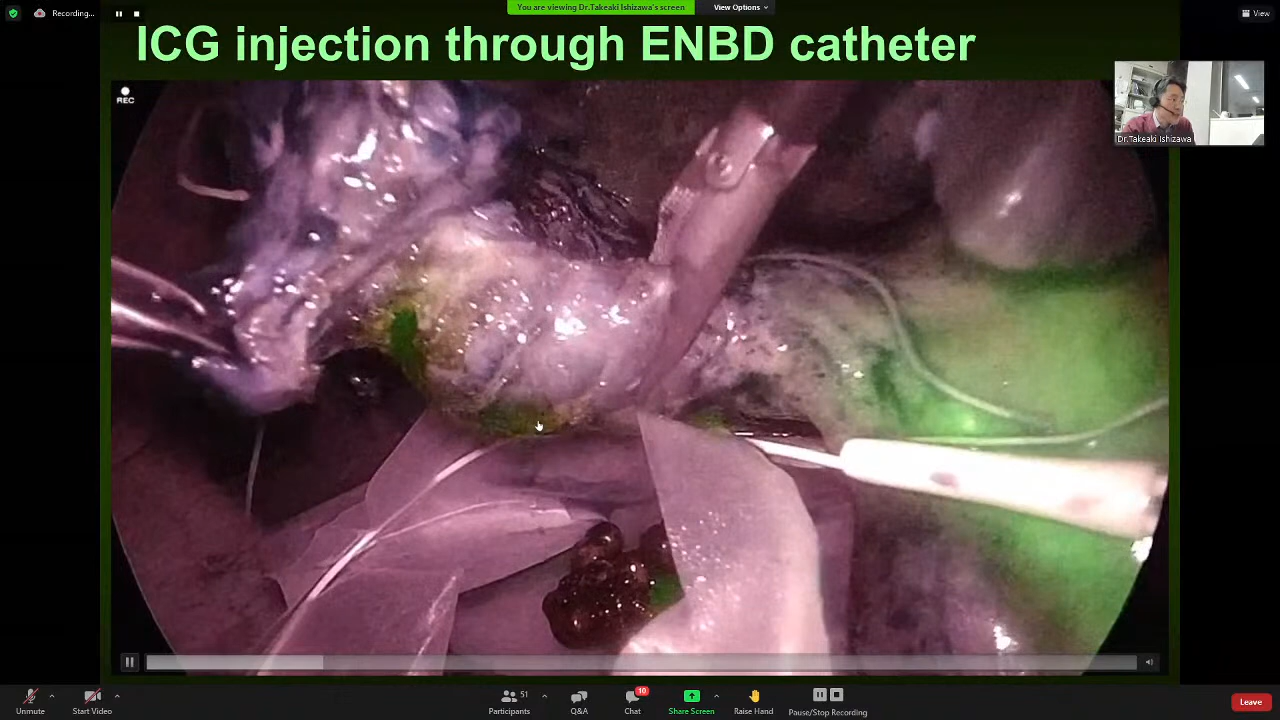 Recording...
You are viewing Dr.Takeaki Ishizawa's screen
View Options
View
ICG injection through ENBD catheter
REC
Dr.Takeaki Ishizawa
Unmute
Start Video
51
Participants
Q&A
10
Chat
Share Screen
Raise Hand
Pause/Stop Recording
Leave